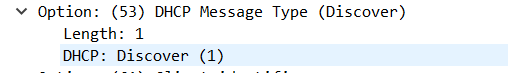 Option: (53) DHCP Message Type (Discover)
Length: 1
DHCP: Discover (1)